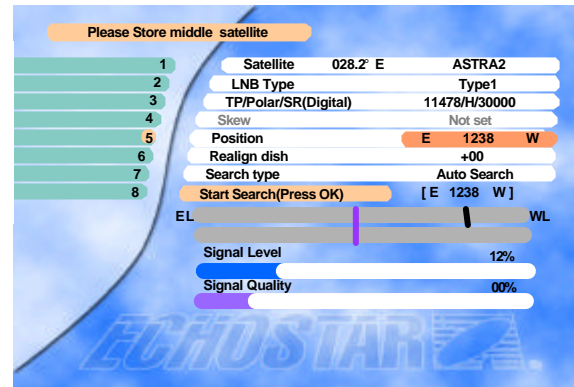 Please Store middle satellite
1 Satellite 028.2° E ASTRA2
2 LNB Type Type1
3 TP/Polar/SR(Digital) 11478/H/30000
4 Skew Not set
5 Position E 1238 W
6 Realign dish +00
7 Search type Auto Search
8 Start Search(Press OK) [ E 1238 W ]
EL WL
Signal Level 12%
Signal Quality 00%
ECHOSTAR